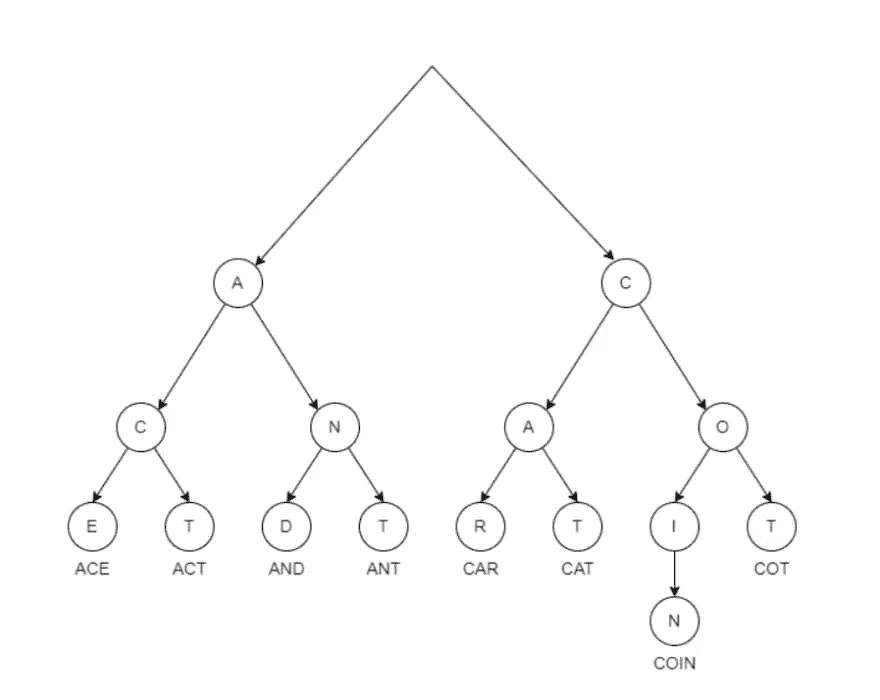 A C
C N A O
E T D T R T I T
ACE ACT AND ANT CAR CAT COT
N
COIN